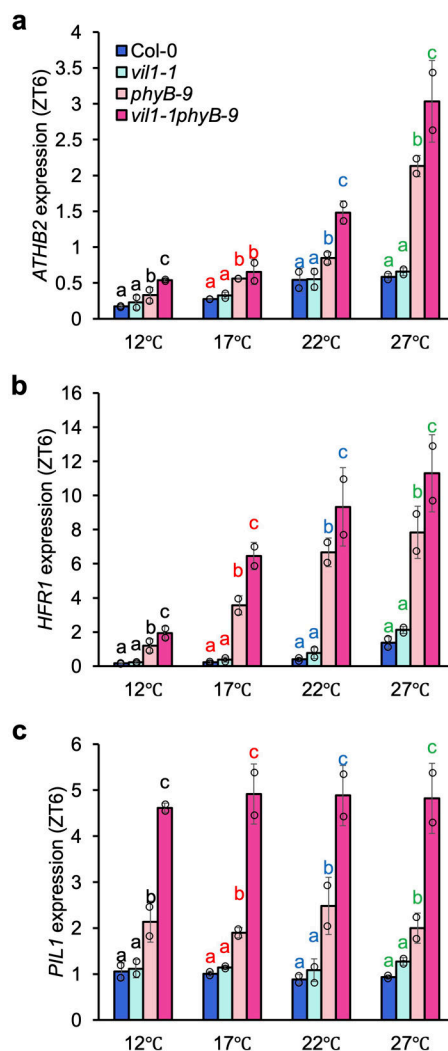 a
Col-0
vil1-1
phyB-9
vil1-1phyB-9
ATHB2 expression (ZT6)
4
3.5
3
2.5
2
1.5
1
0.5
0
a a b c
a a b b
a a b c
a a b c
12℃ 17℃ 22℃ 27℃
b
HFR1 expression (ZT6)
16
14
12
10
8
6
4
2
0
a a b c
a a b c
a a b c
a a b c
12℃ 17℃ 22℃ 27℃
c
PIL1 expression (ZT6)
6
5
4
3
2
1
0
a a b c
a a b c
a a b c
a a b c
12℃ 17℃ 22℃ 27℃